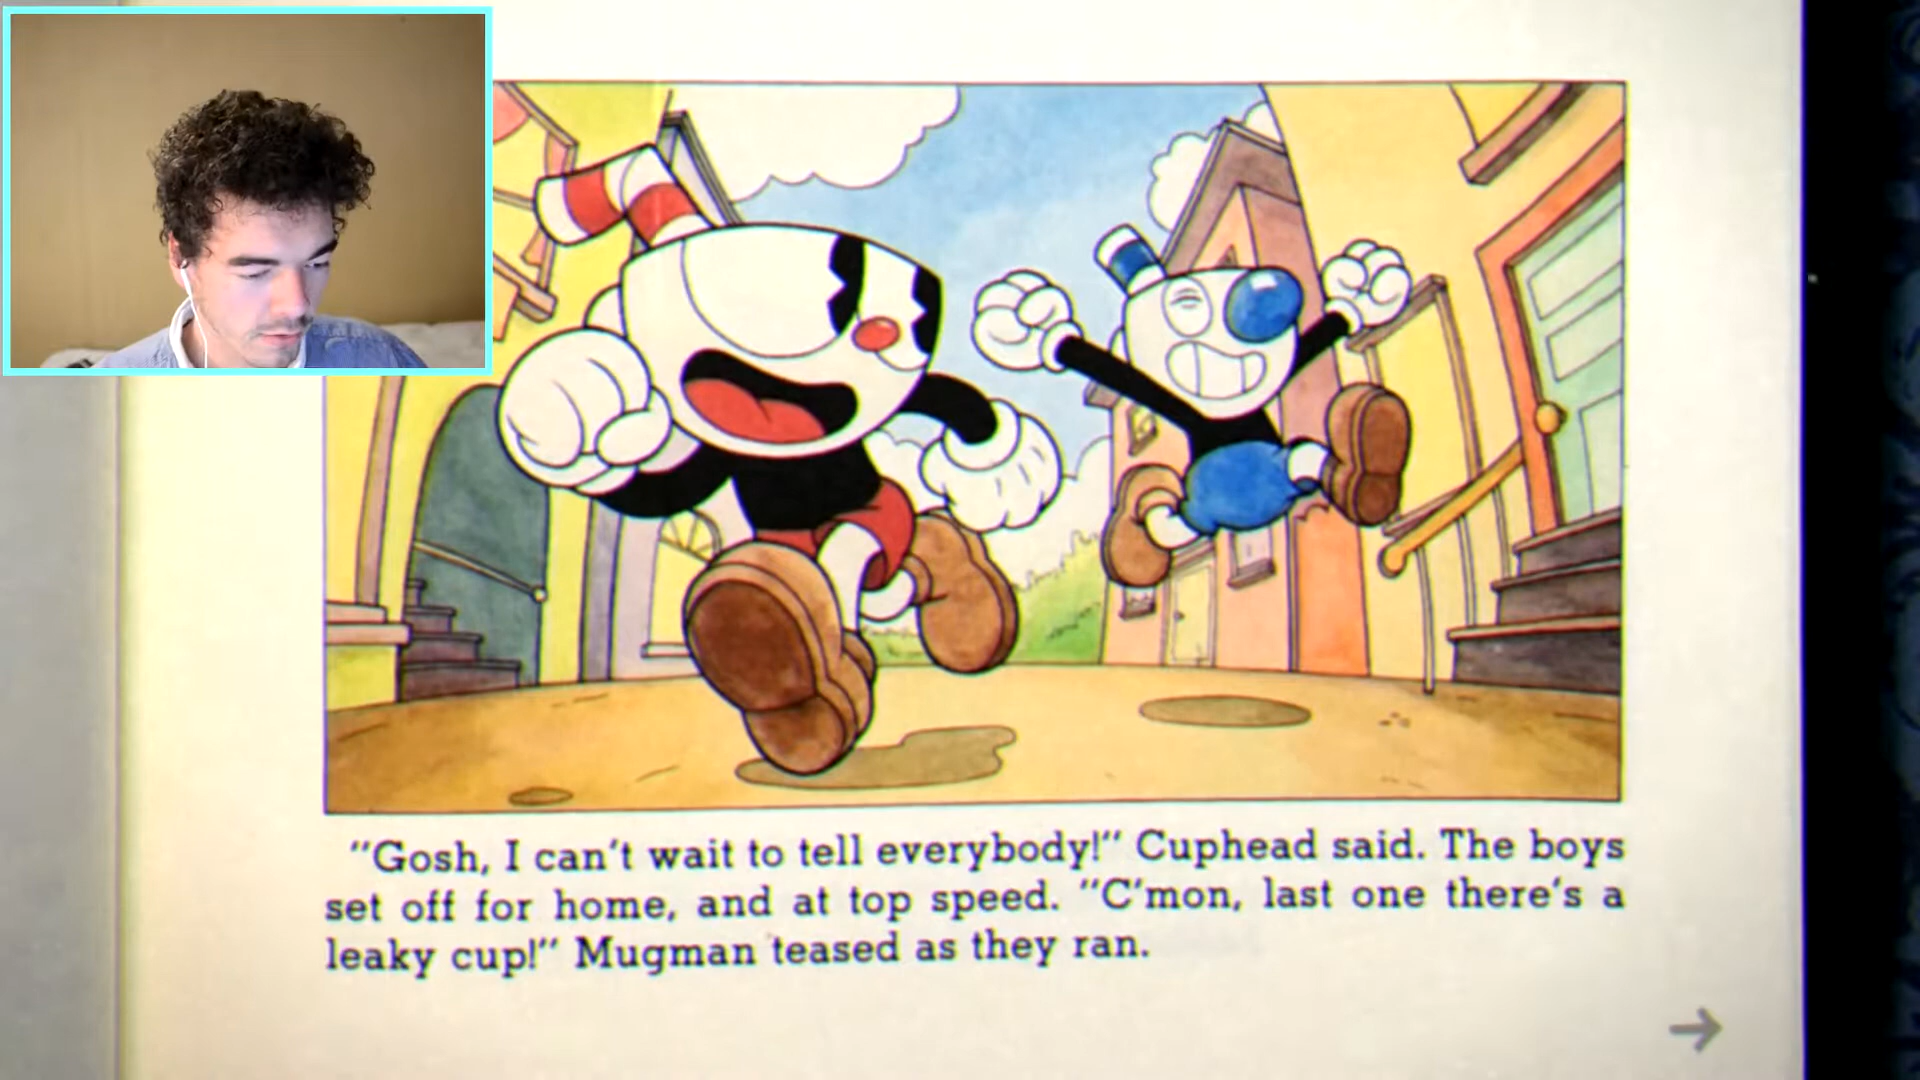 "Gosh, I can't wait to tell everybody!" Cuphead said. The boys
set off for home, and at top speed. "C'mon, last one there's a
leaky cup!" Mugman teased as they ran.